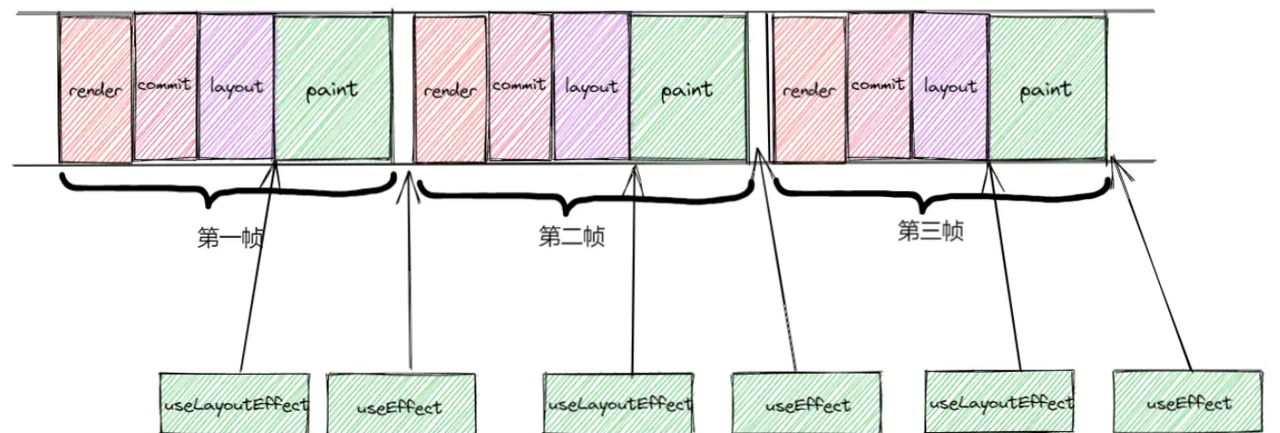 render commit layout paint render commit layout paint render commit layout paint
第一帧 第二帧 第三帧
useLayoutEffect useEffect useLayoutEffect useEffect useLayoutEffect useEffect